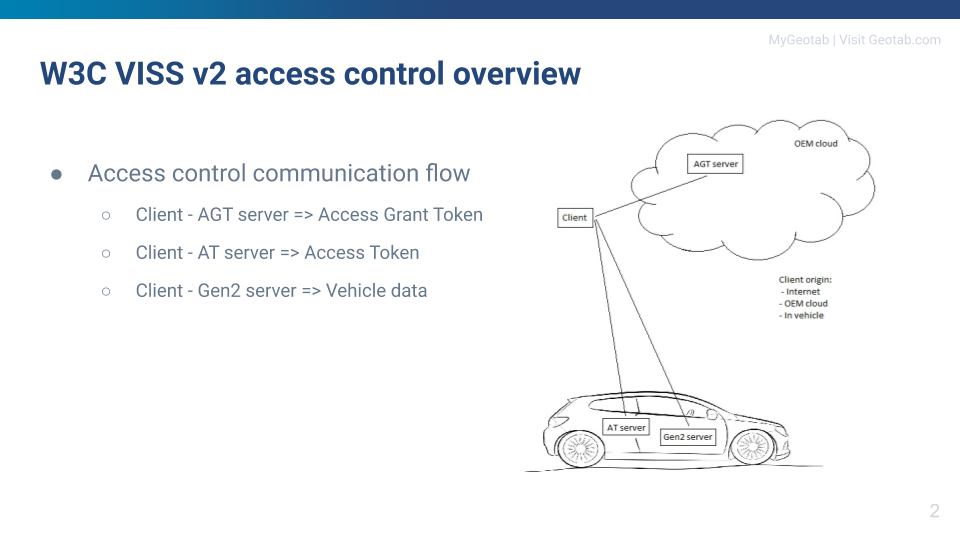 MyGeotab | Visit Geotab.com
W3C VISS v2 access control overview
● Access control communication flow
○ Client - AGT server => Access Grant Token
○ Client - AT server => Access Token
○ Client - Gen2 server => Vehicle data
OEM cloud
AGT server
Client
Client origin:
- Internet
- OEM cloud
- In vehicle
AT server
Gen2 server
2